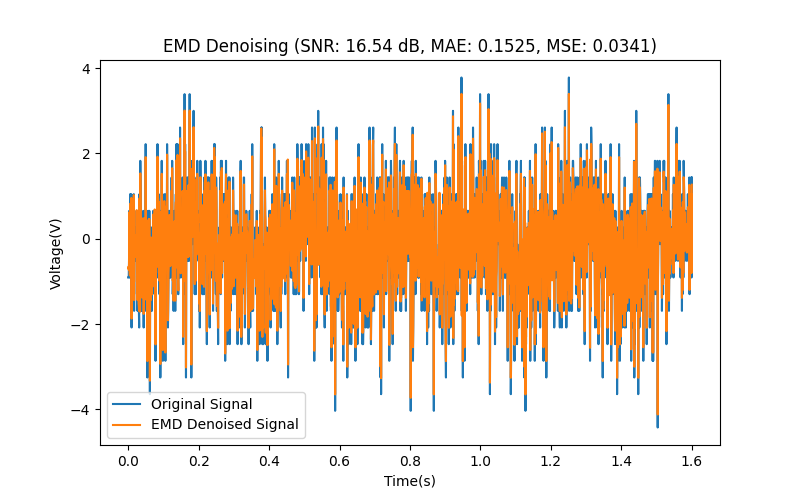 EMD Denoising (SNR: 16.54 dB, MAE: 0.1525, MSE: 0.0341)
4
2
0
−2
−4
Voltage(V)
Original Signal
EMD Denoised Signal
0.0 0.2 0.4 0.6 0.8 1.0 1.2 1.4 1.6
Time(s)